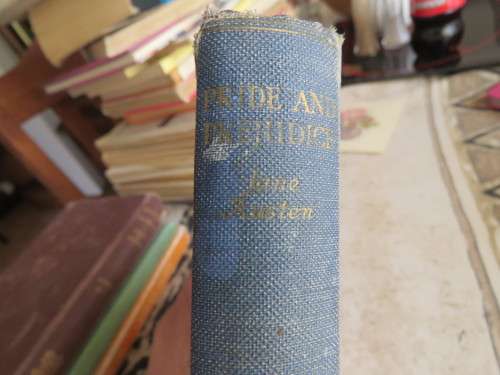 PRIDE AND
PREJUDICE
Jane
Austen